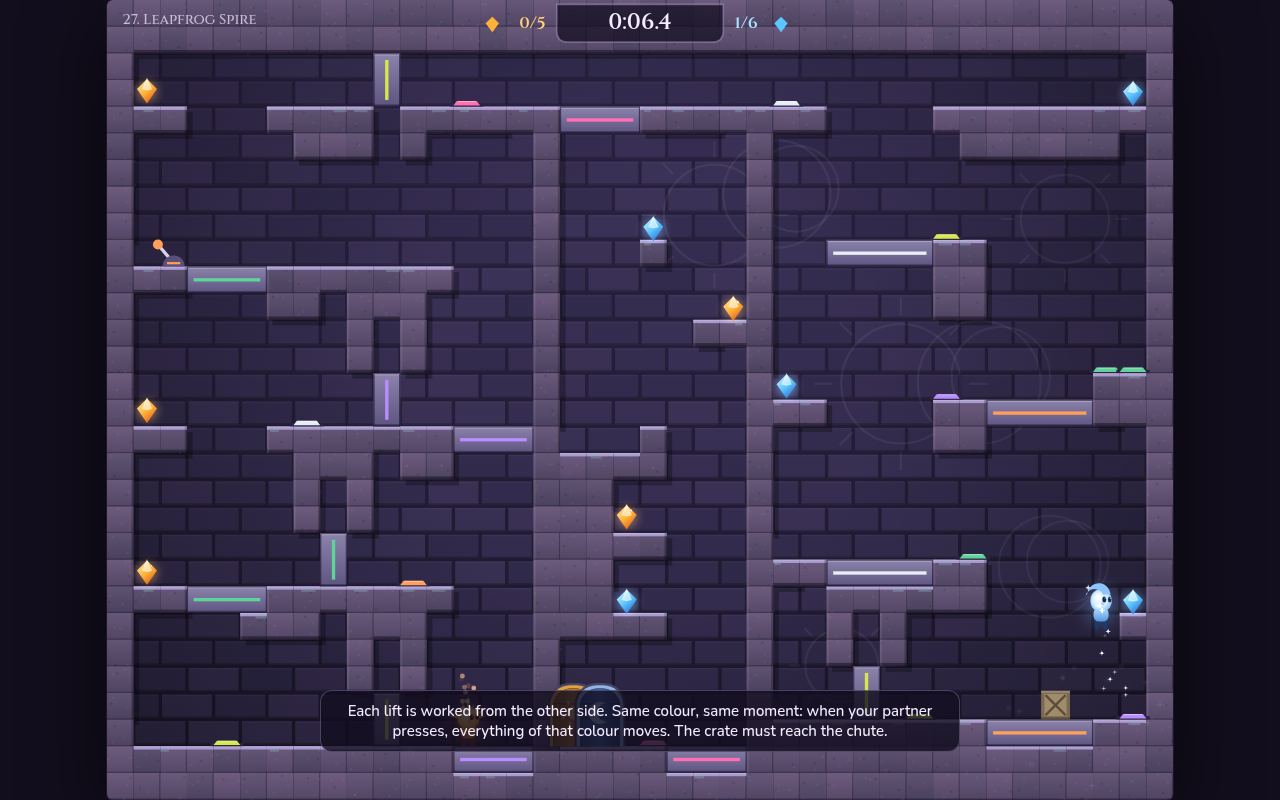 27. Leapfrog Spire
0/5
0:06.4
1/6
Each lift is worked from the other side. Same colour, same moment: when your partner
presses, everything of that colour moves. The crate must reach the chute.